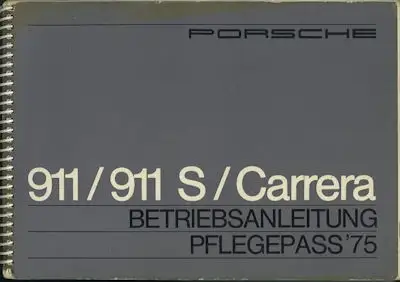 PORSCHE
911/911 S/Carrera
BETRIEBSANLEITUNG
PFLEGEPASS'75